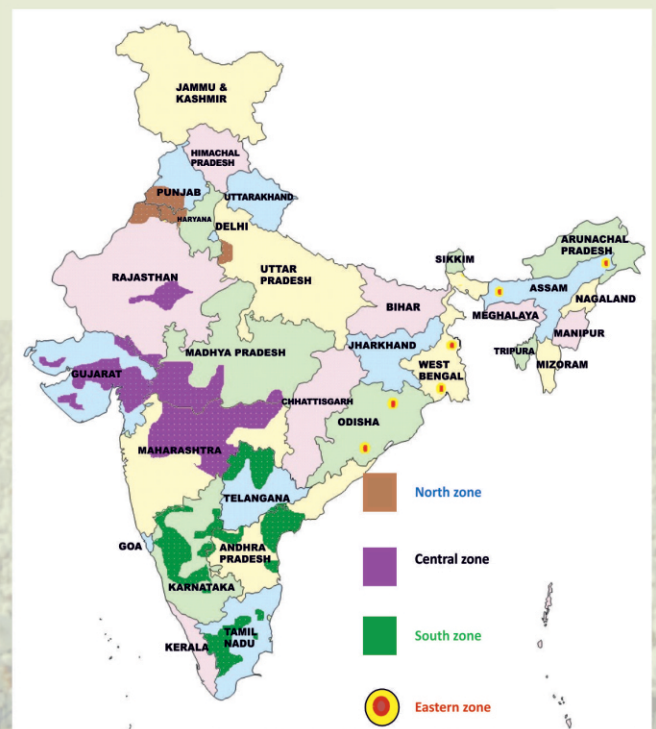 JAMMU &
KASHMIR
HIMACHAL
PRADESH
PUNJAB
UTTARAKHAND
HARYANA
DELHI
RAJASTHAN
UTTAR
PRADESH
SIKKIM
ARUNACHAL
PRADESH
ASSAM
NAGALAND
BIHAR
MEGHALAYA
MANIPUR
GUJARAT
MADHYA PRADESH
JHARKHAND
WEST
BENGAL
TRIPURA
MIZORAM
CHHATTISGARH
ODISHA
MAHARASHTRA
TELANGANA
GOA
ANDHRA
PRADESH
KARNATAKA
KERALA
TAMIL
NADU
North zone
Central zone
South zone
Eastern zone